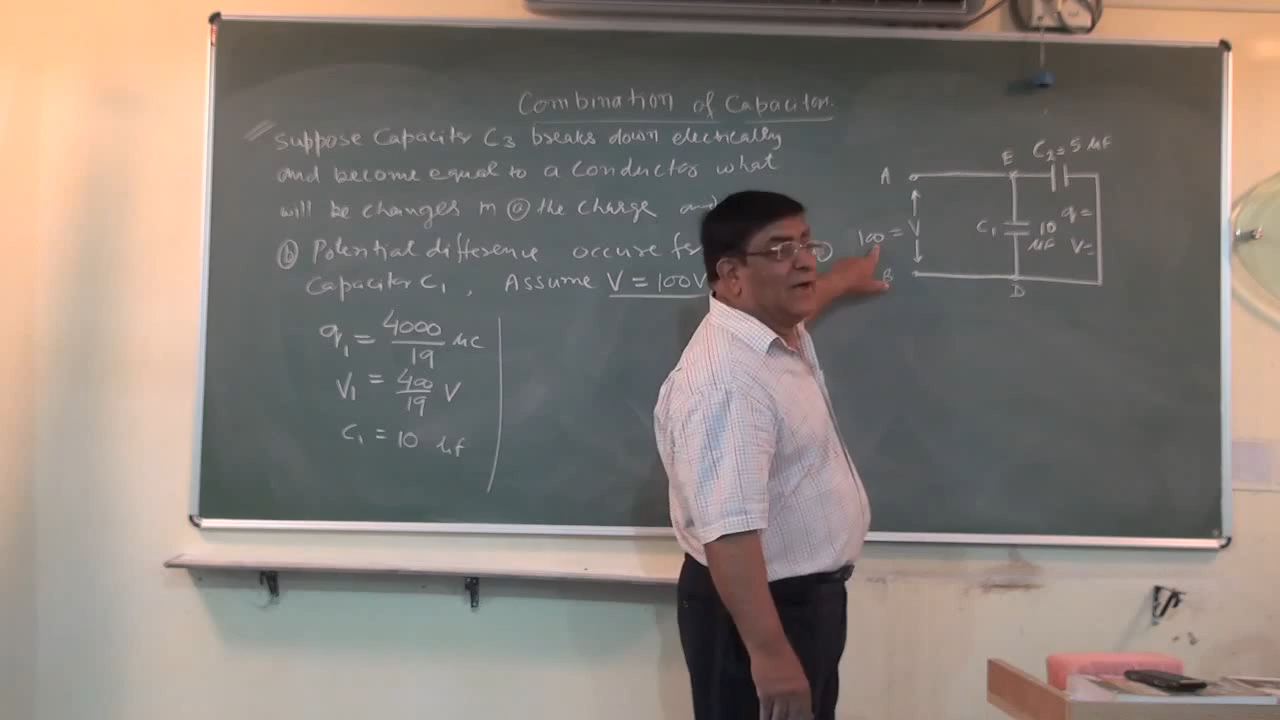 Combination of Capacitors.
Suppose Capacitor C3 breaks down electrically
and become equal to a conductor what
will be changes in ⓐ the charge and
ⓑ Potential difference occure for
Capacitor C1, Assume V = 100V
q1 = 4000/19 μC
V1 = 400/19 V
C1 = 10 μf
A
E
C2 = 5 μF
100 = V
C1
10 μF
q =
V =
B
D